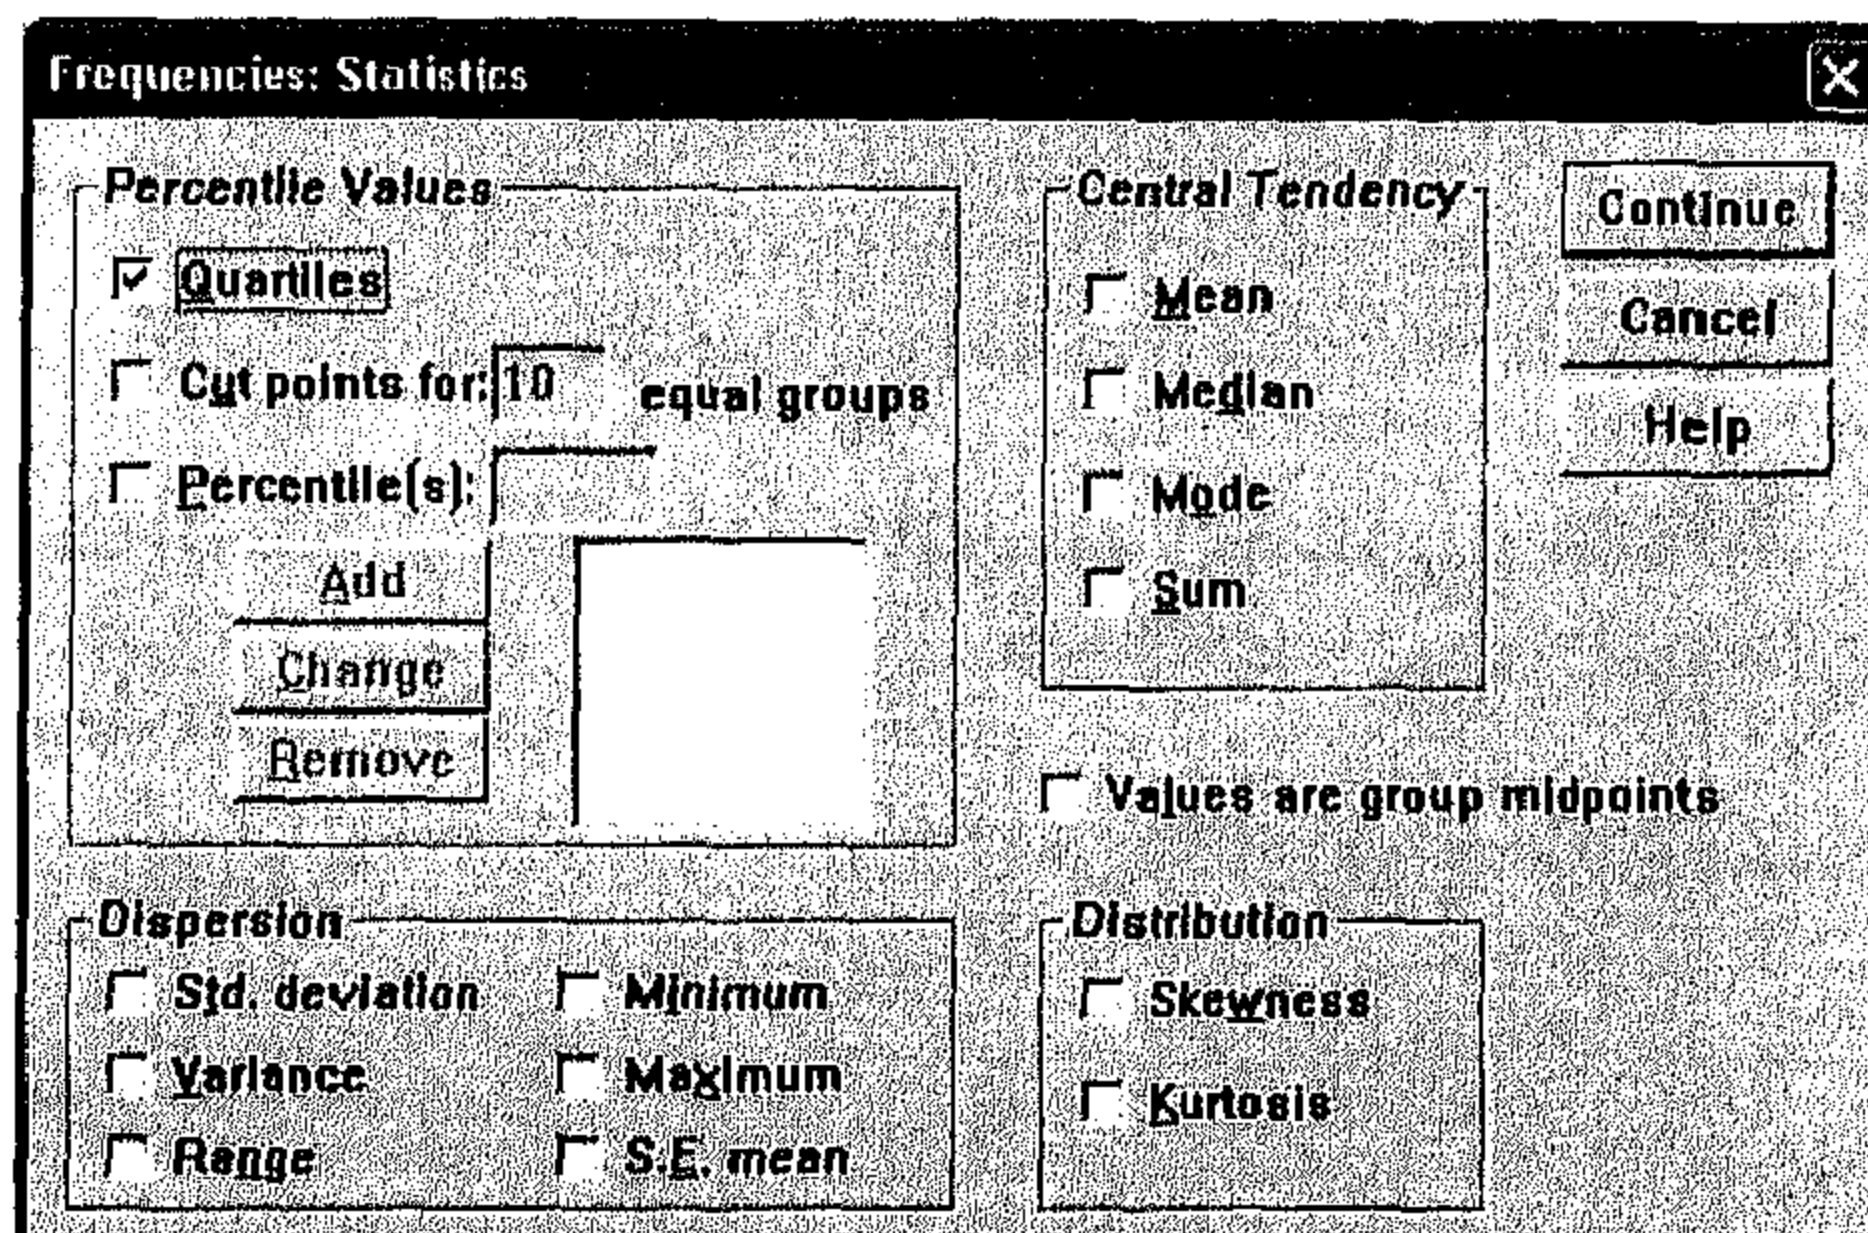 Frequencies: Statistics
Percentile Values
Quartiles
Cut points for: 10 equal groups
Percentile(s):
Add
Change
Remove
Central Tendency
Mean
Median
Mode
Sum
Continue
Cancel
Help
Values are group midpoints
Dispersion
Std. deviation
Minimum
Variance
Maximum
Range
S.E. mean
Distribution
Skewness
Kurtosis